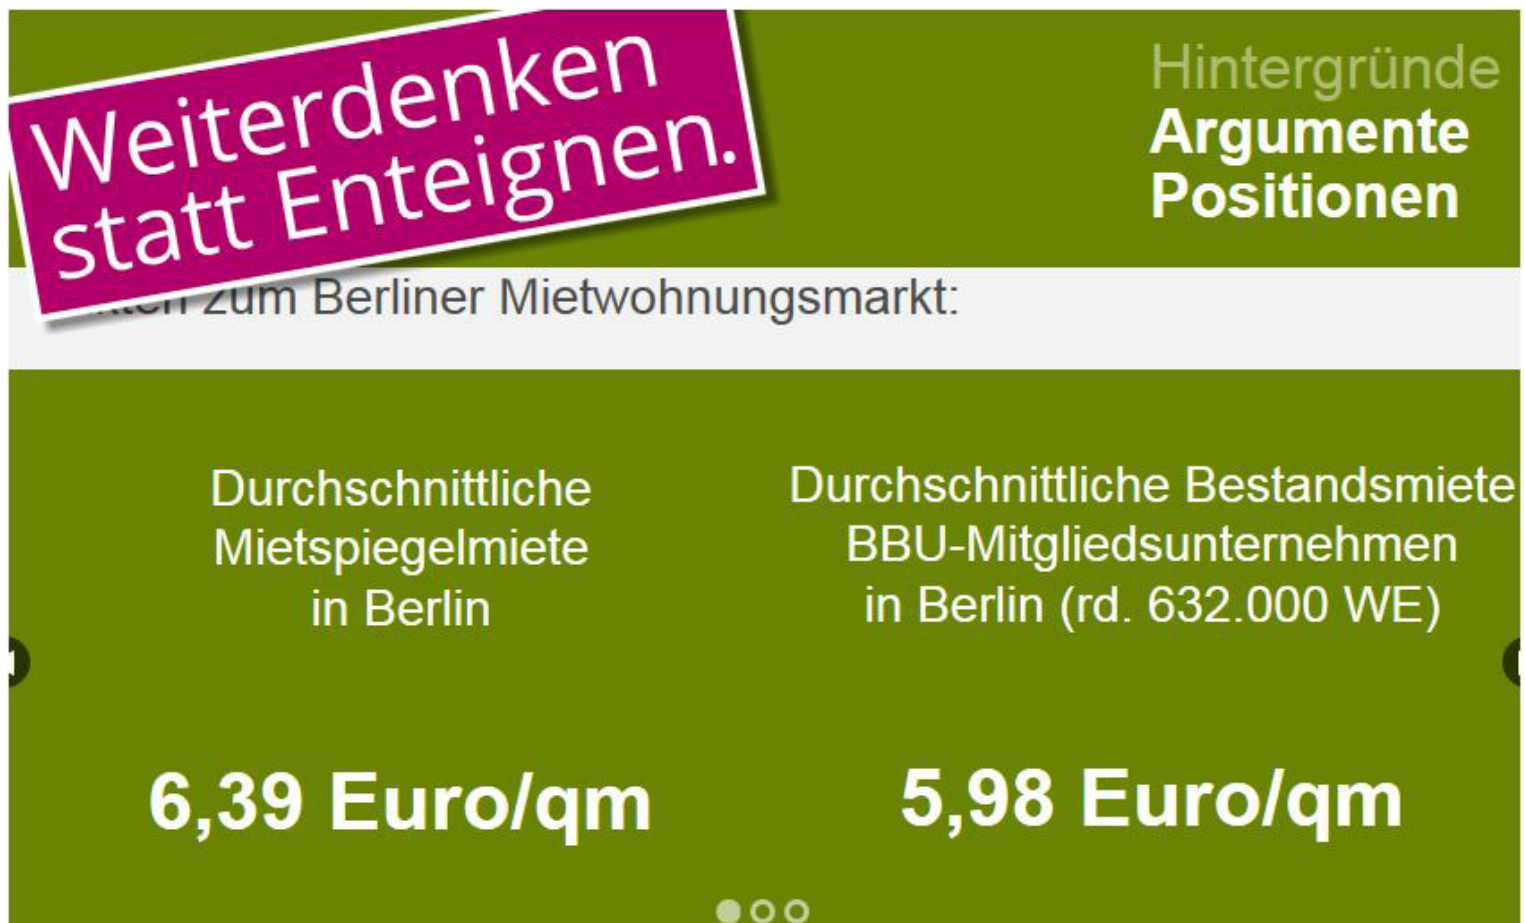 Weiterdenken
statt Enteignen.
Hintergründe
Argumente
Positionen
zum Berliner Mietwohnungsmarkt:
Durchschnittliche
Mietspiegelmiete
in Berlin
6,39 Euro/qm
Durchschnittliche Bestandsmiete
BBU-Mitgliedsunternehmen
in Berlin (rd. 632.000 WE)
5,98 Euro/qm